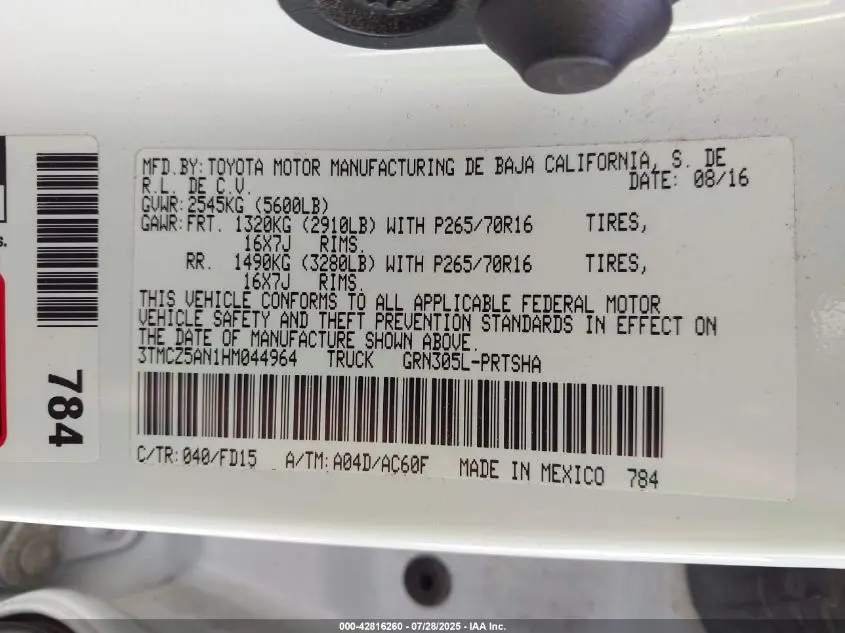 MFD.BY:TOYOTA MOTOR MANUFACTURING DE BAJA CALIFORNIA, S. DE
R.L. DE C.V. DATE: 08/16
GVWR:2545KG (5600LB)
GAWR:FRT. 1320KG (2910LB) WITH P265/70R16 TIRES,
16X7J RIMS.
RR. 1490KG (3280LB) WITH P265/70R16 TIRES,
16X7J RIMS.
THIS VEHICLE CONFORMS TO ALL APPLICABLE FEDERAL MOTOR
VEHICLE SAFETY AND THEFT PREVENTION STANDARDS IN EFFECT ON
THE DATE OF MANUFACTURE SHOWN ABOVE.
3TMCZ5AN1HM044964 TRUCK GRN305L-PRTSHA
C/TR:040/FD15 A/TM:A04D/AC60F MADE IN MEXICO 784
784
000-42816260 - 07/28/2025 - IAA Inc.